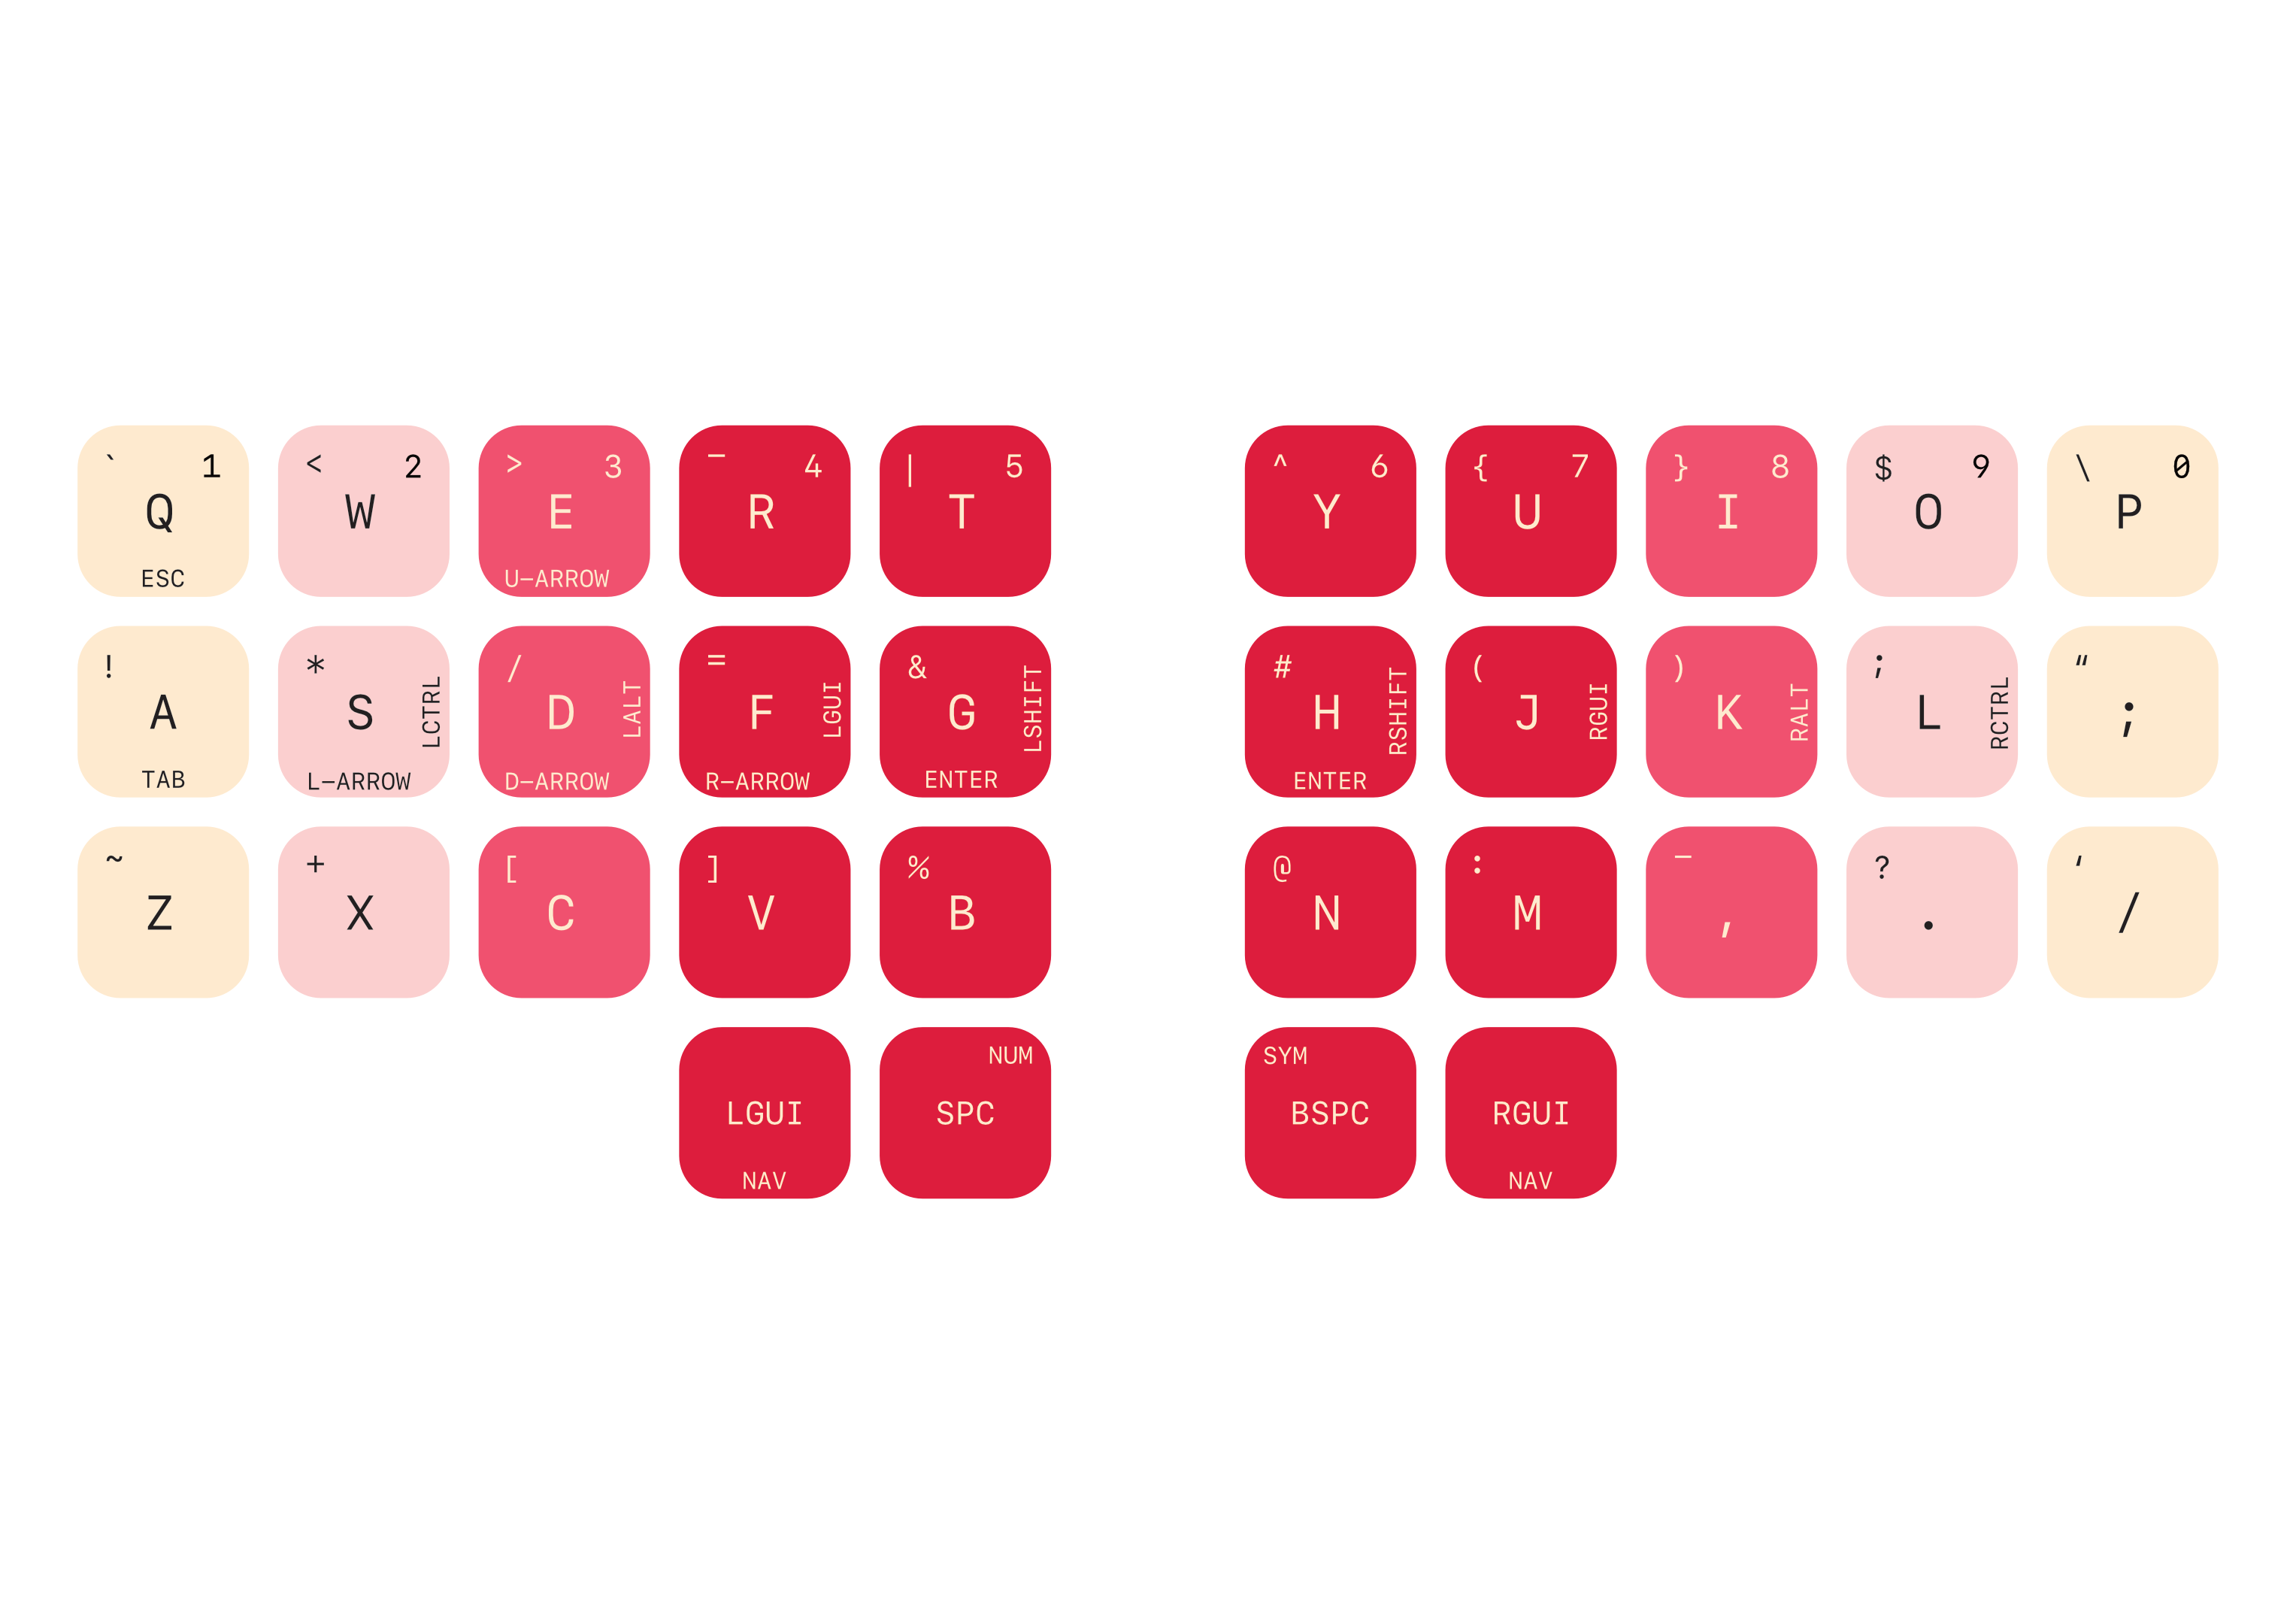 ` 1 < 2 > 3 — 4 | 5 ^ 6 { 7 } 8 $ 9 \ 0
Q W E R T Y U I O P
ESC U—ARROW
! * / = & # ( ) ; "
A S LCTRL D LALT F LGUI G LSHIFT H RSHIFT J RGUI K RALT L RCTRL ;
TAB L—ARROW D—ARROW R—ARROW ENTER ENTER
~ + [ ] % @ : — ? '
Z X C V B N M , . /
NUM SYM
LGUI SPC BSPC RGUI
NAV NAV